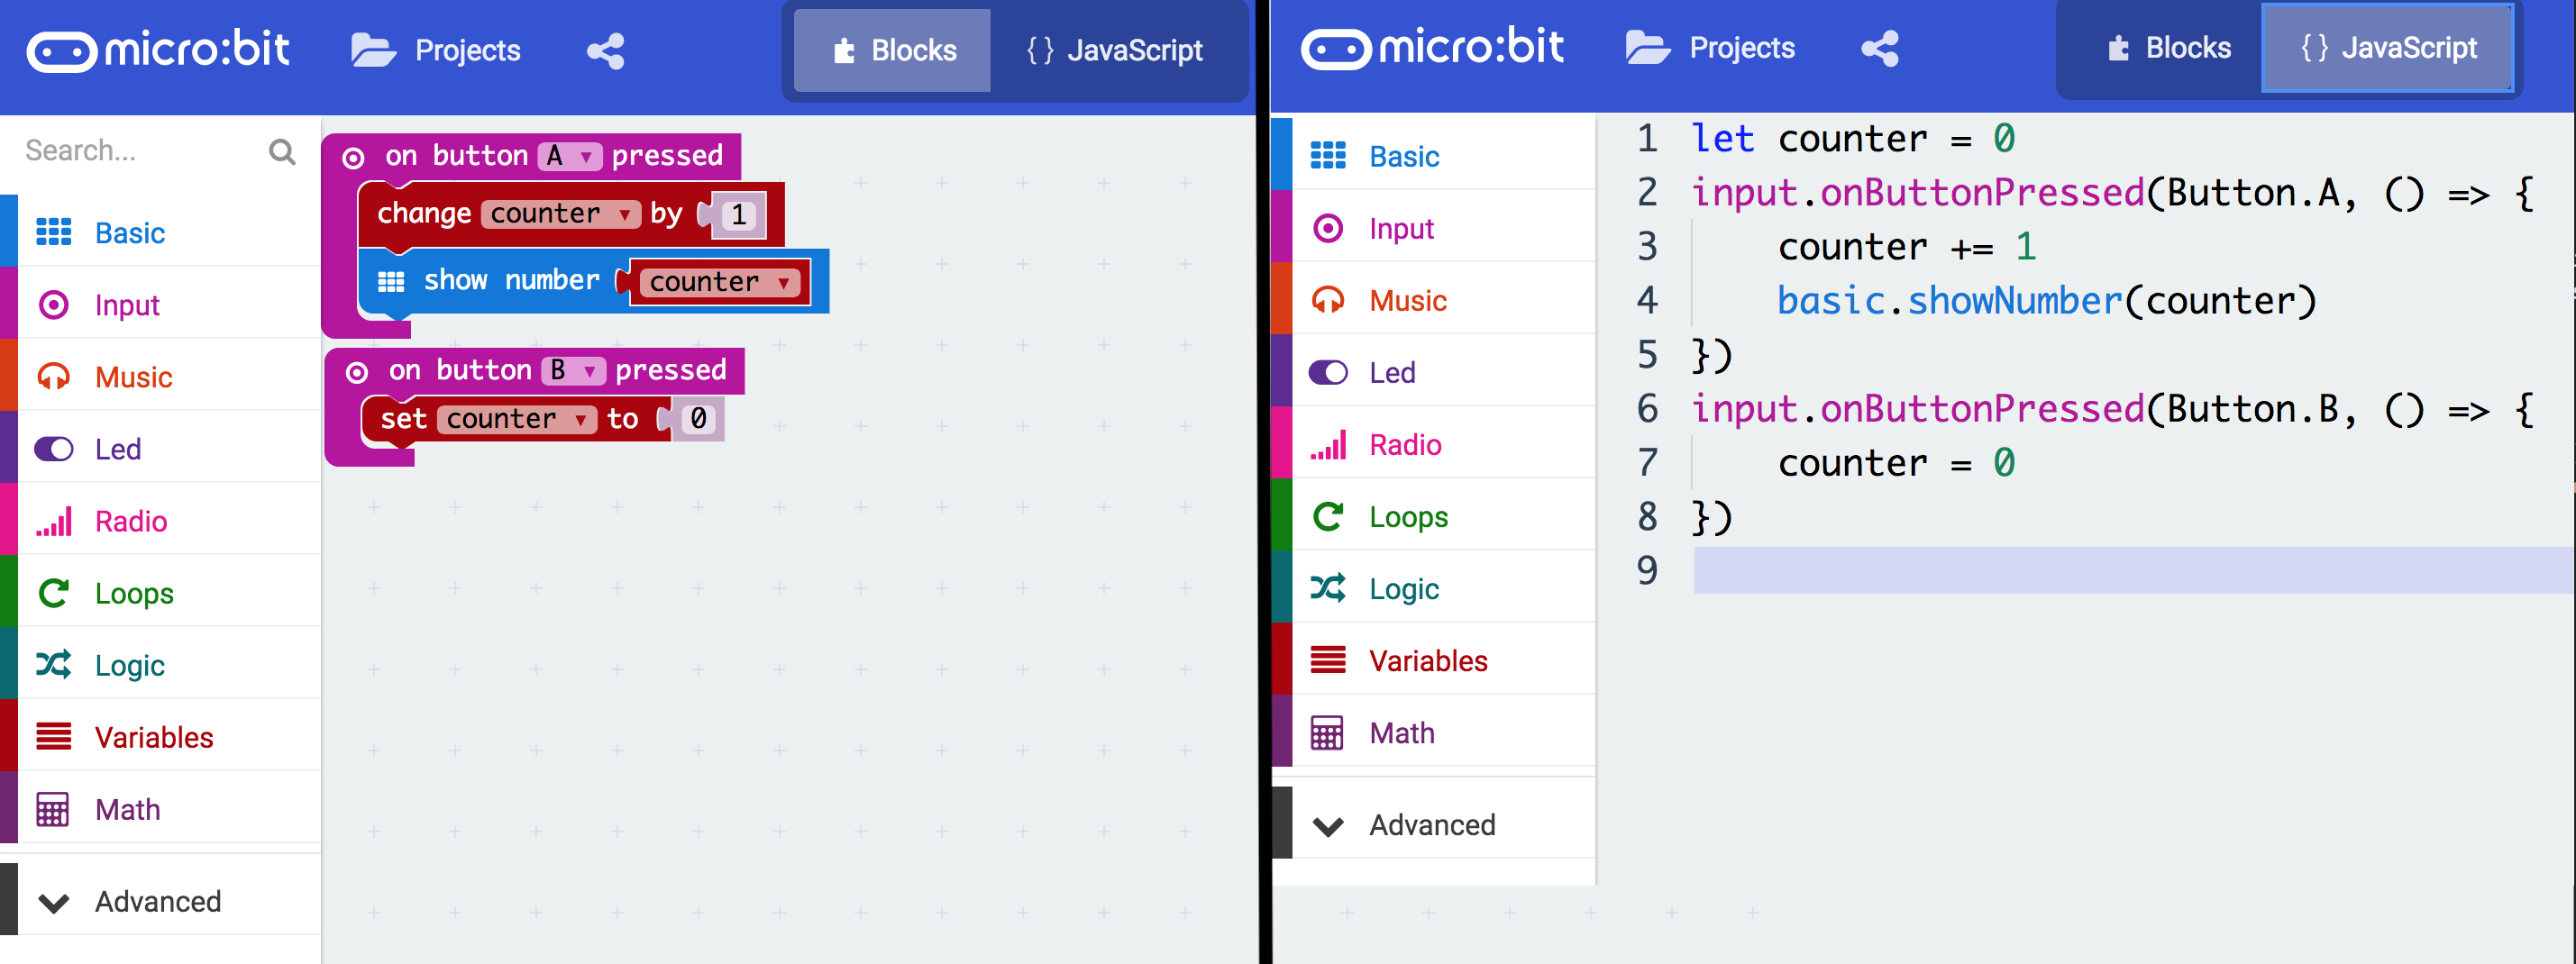 micro:bit
Projects
Blocks
{ } JavaScript
Search...
Basic
Input
Music
Led
Radio
Loops
Logic
Variables
Math
Advanced
on button A pressed
change counter by 1
show number counter
on button B pressed
set counter to 0
micro:bit
Projects
Blocks
{ } JavaScript
Basic
Input
Music
Led
Radio
Loops
Logic
Variables
Math
Advanced
1 let counter = 0
2 input.onButtonPressed(Button.A, () => {
3     counter += 1
4     basic.showNumber(counter)
5 })
6 input.onButtonPressed(Button.B, () => {
7     counter = 0
8 })
9